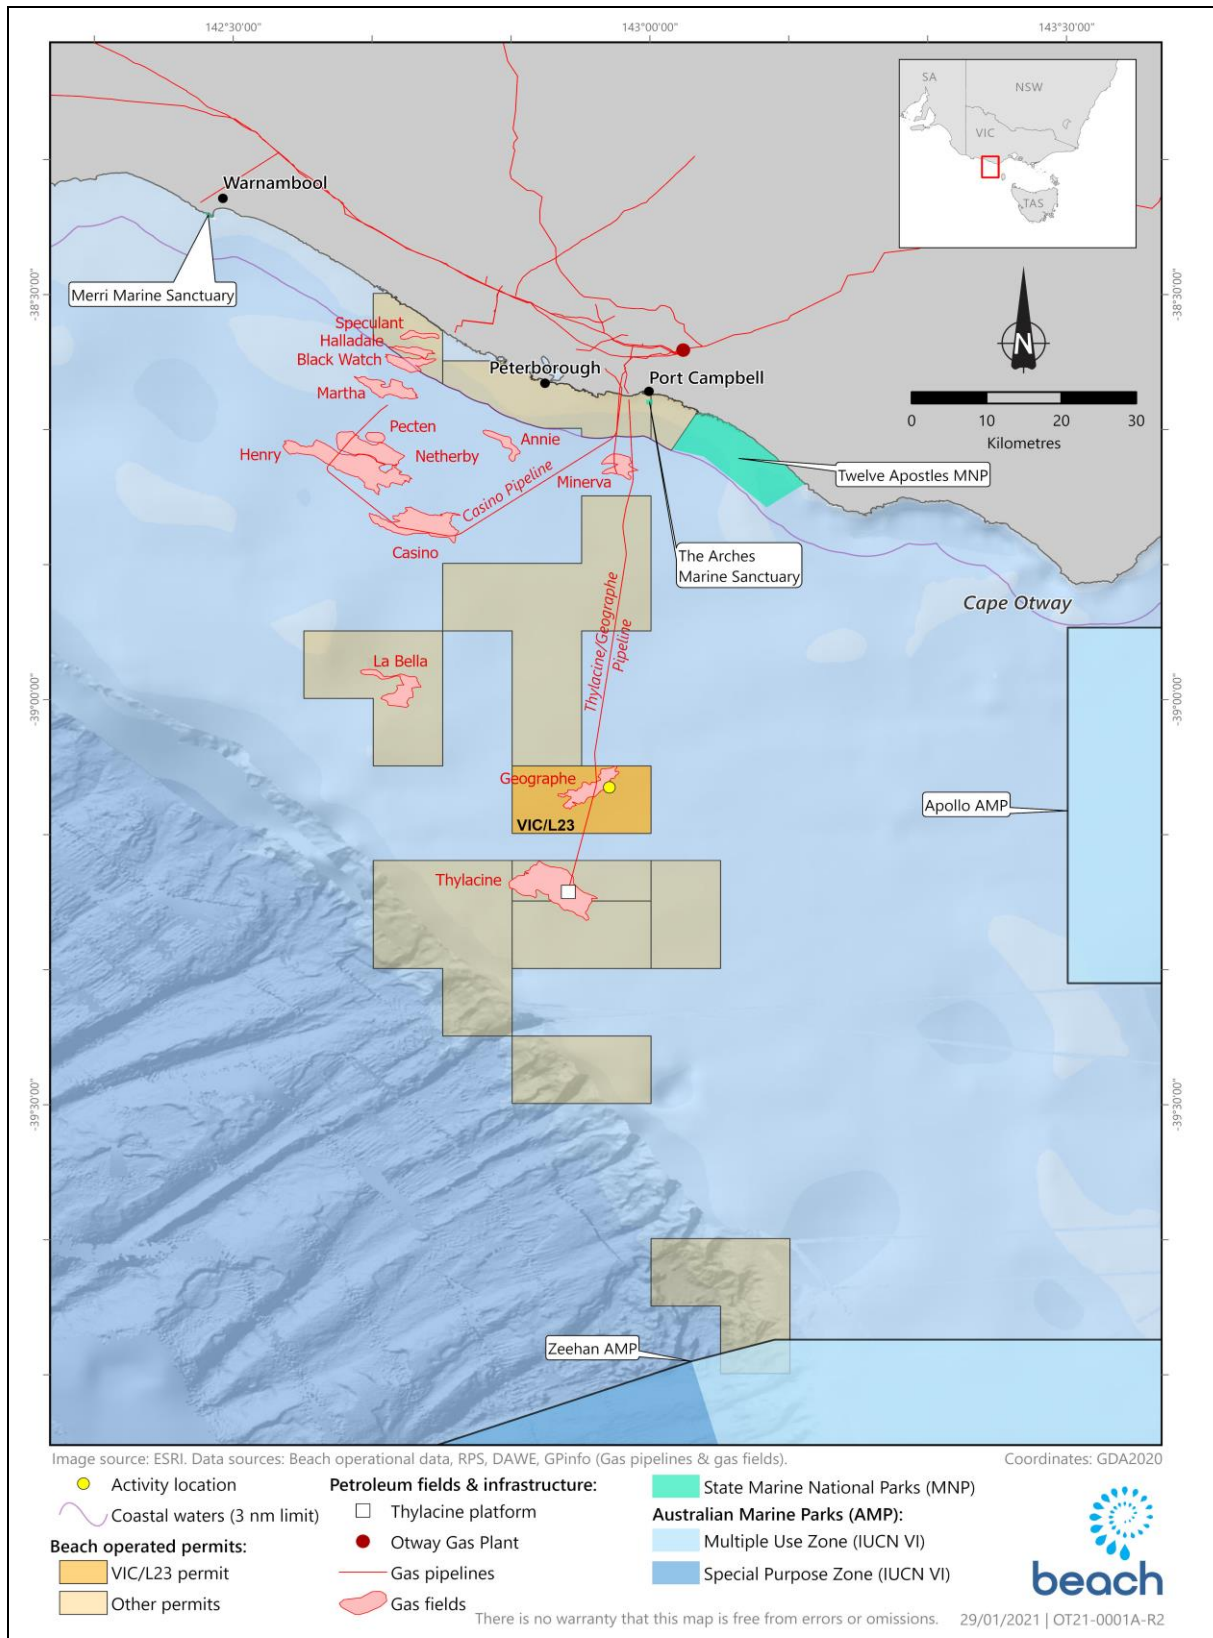 142°30'00"
143°00'00"
143°30'00"
SA
NSW
VIC
TAS
Warnambool
Merri Marine Sanctuary
-38°30'00"
-38°30'00"
N
0 10 20 30
Kilometres
Speculant
Halladale
Black Watch
Martha
Peterborough
Port Campbell
Pecten
Henry
Netherby
Annie
Minerva
Casino Pipeline
Casino
Twelve Apostles MNP
The Arches
Marine Sanctuary
Cape Otway
Thylacine/Geographe
Pipeline
La Bella
-39°00'00"
-39°00'00"
Geographe
VIC/L23
Apollo AMP
Thylacine
-39°30'00"
-39°30'00"
Zeehan AMP
Image source: ESRI. Data sources: Beach operational data, RPS, DAWE, GPinfo (Gas pipelines & gas fields).
Coordinates: GDA2020
Activity location
Coastal waters (3 nm limit)
Beach operated permits:
VIC/L23 permit
Other permits
Petroleum fields & infrastructure:
Thylacine platform
Otway Gas Plant
Gas pipelines
Gas fields
State Marine National Parks (MNP)
Australian Marine Parks (AMP):
Multiple Use Zone (IUCN VI)
Special Purpose Zone (IUCN VI)
beach
There is no warranty that this map is free from errors or omissions.
29/01/2021 | OT21-0001A-R2